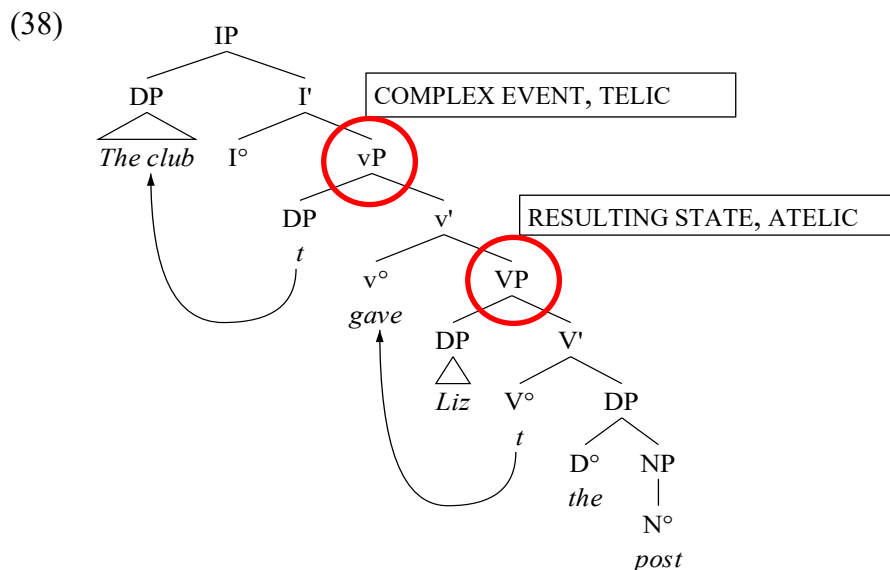 (38)
IP
DP I' COMPLEX EVENT, TELIC
The club I° vP
DP v' RESULTING STATE, ATELIC
t v° VP
gave
DP V'
Liz V° DP
t
D° NP
the
N°
post